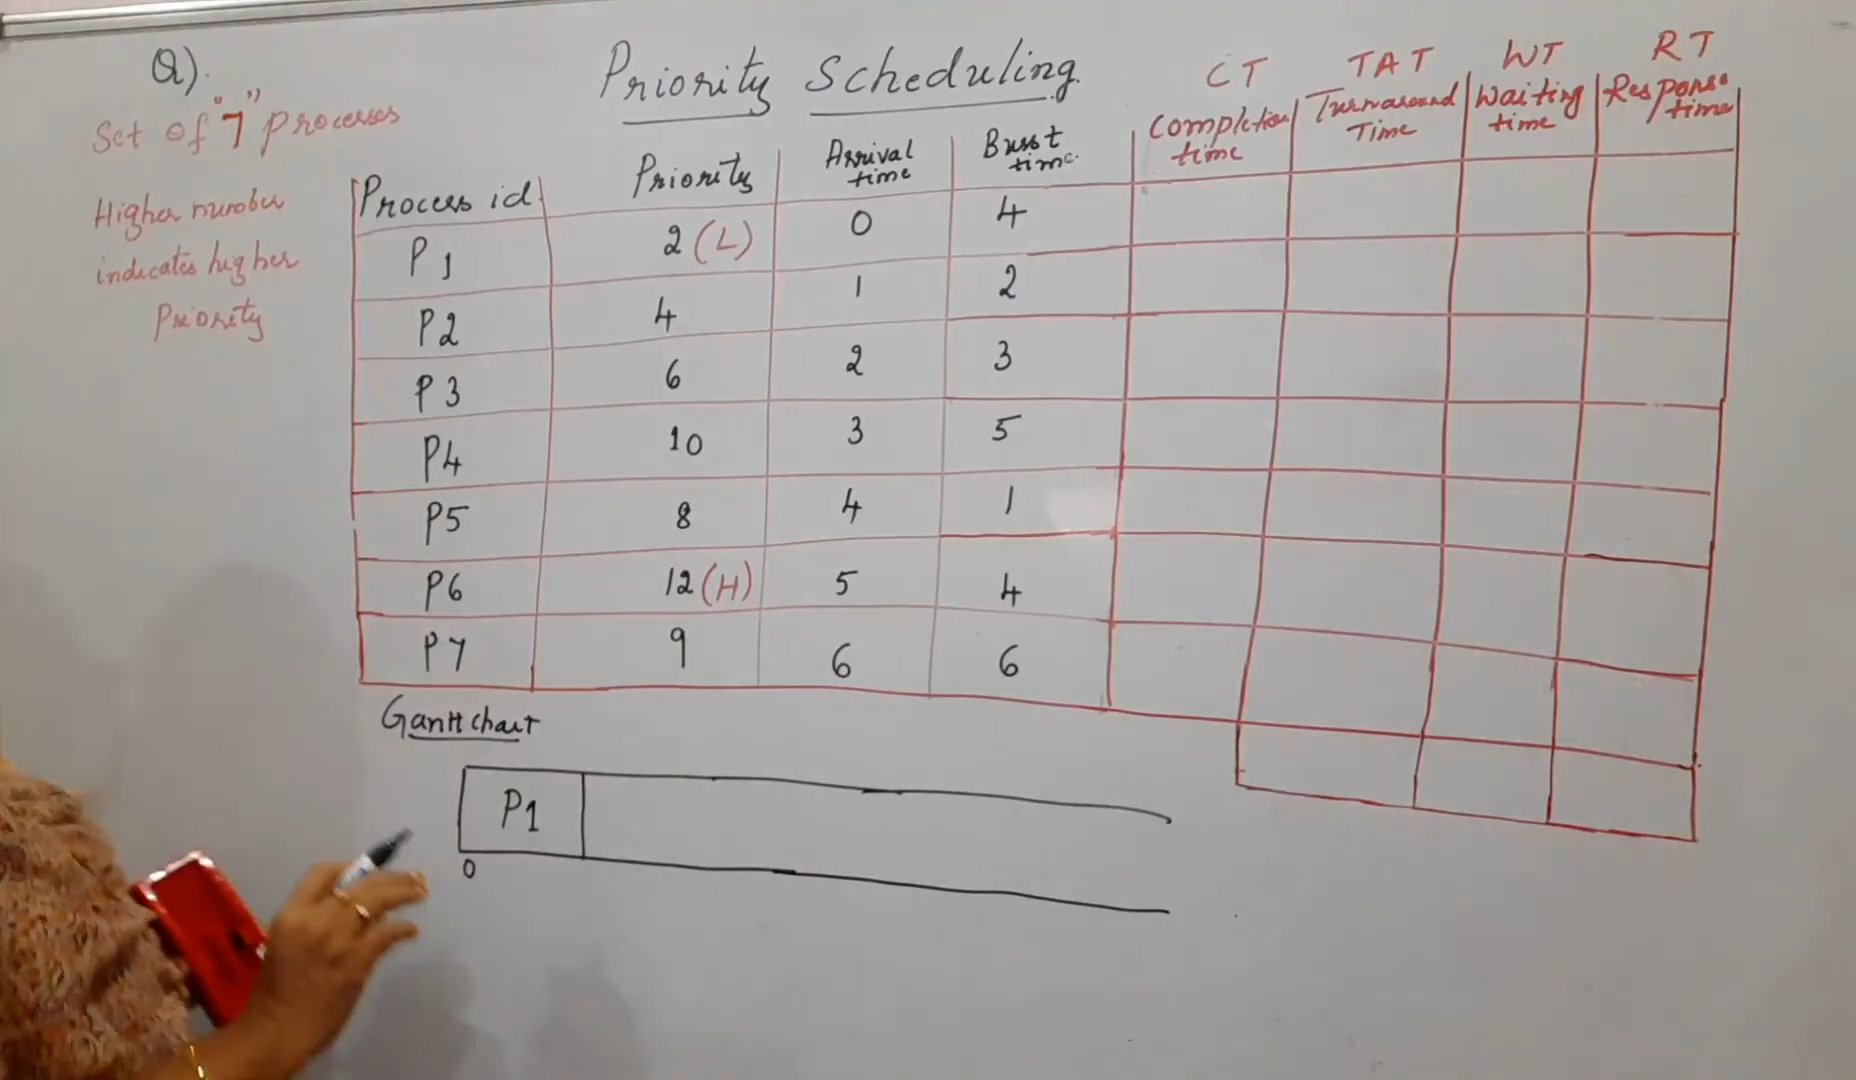 Q).
Set of "7" processes
Higher number
indicates higher
Priority
Priority Scheduling
CT TAT WT RT
Process id Priority Arrival time Burst time Completion time Turnaround Time Waiting time Response time
P1 2 (L) 0 4
P2 4 1 2
P3 6 2 3
P4 10 3 5
P5 8 4 1
P6 12 (H) 5 4
P7 9 6 6
Gantt chart
P1
0